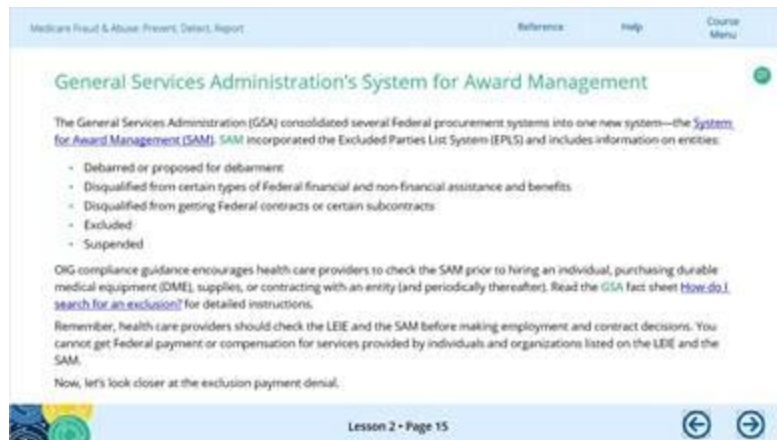 Medicare Fraud & Abuse: Prevent, Detect, Report
Reference
Help
Course
Menu
General Services Administration's System for Award Management
The General Services Administration (GSA) consolidated several Federal procurement systems into one new system—the System
for Award Management (SAM). SAM incorporated the Excluded Parties List System (EPLS) and includes information on entities:
• Debarred or proposed for debarment
• Disqualified from certain types of Federal financial and non-financial assistance and benefits
• Disqualified from getting Federal contracts or certain subcontracts
• Excluded
• Suspended
OIG compliance guidance encourages health care providers to check the SAM prior to hiring an individual, purchasing durable
medical equipment (DME), supplies, or contracting with an entity (and periodically thereafter). Read the GSA fact sheet How do I
search for an exclusion? for detailed instructions.
Remember, health care providers should check the LEIE and the SAM before making employment and contract decisions. You
cannot get Federal payment or compensation for services provided by individuals and organizations listed on the LEIE and the
SAM.
Now, let's look closer at the exclusion payment denial.
Lesson 2 • Page 15